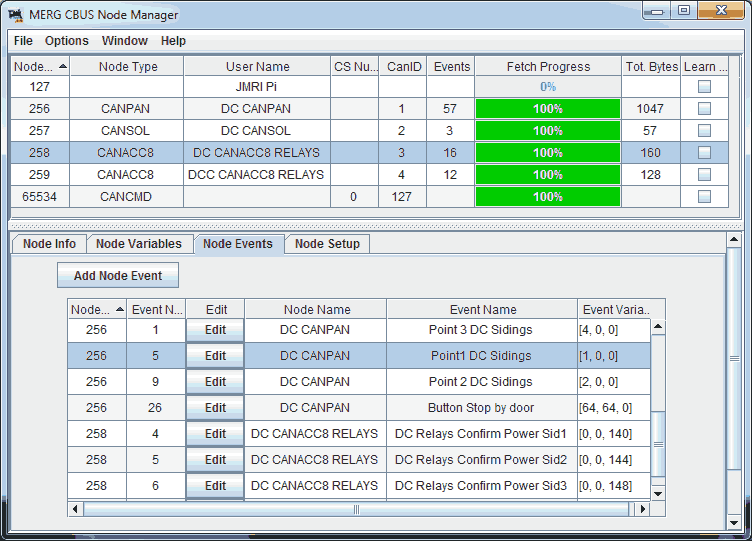 MERG CBUS Node Manager
File Options Window Help
Node... Node Type User Name CS Nu... CanID Events Fetch Progress Tot. Bytes Learn ...
127 JMRI Pi 0%
256 CANPAN DC CANPAN 1 57 100% 1047
257 CANSOL DC CANSOL 2 3 100% 57
258 CANACC8 DC CANACC8 RELAYS 3 16 100% 160
259 CANACC8 DCC CANACC8 RELAYS 4 12 100% 128
65534 CANCMD 0 127 100%
Node Info Node Variables Node Events Node Setup
Add Node Event
Node... Event N... Edit Node Name Event Name Event Varia..
256 1 Edit DC CANPAN Point 3 DC Sidings [4, 0, 0]
256 5 Edit DC CANPAN Point1 DC Sidings [1, 0, 0]
256 9 Edit DC CANPAN Point 2 DC Sidings [2, 0, 0]
256 26 Edit DC CANPAN Button Stop by door [64, 64, 0]
258 4 Edit DC CANACC8 RELAYS DC Relays Confirm Power Sid1 [0, 0, 140]
258 5 Edit DC CANACC8 RELAYS DC Relays Confirm Power Sid2 [0, 0, 144]
258 6 Edit DC CANACC8 RELAYS DC Relays Confirm Power Sid3 [0, 0, 148]